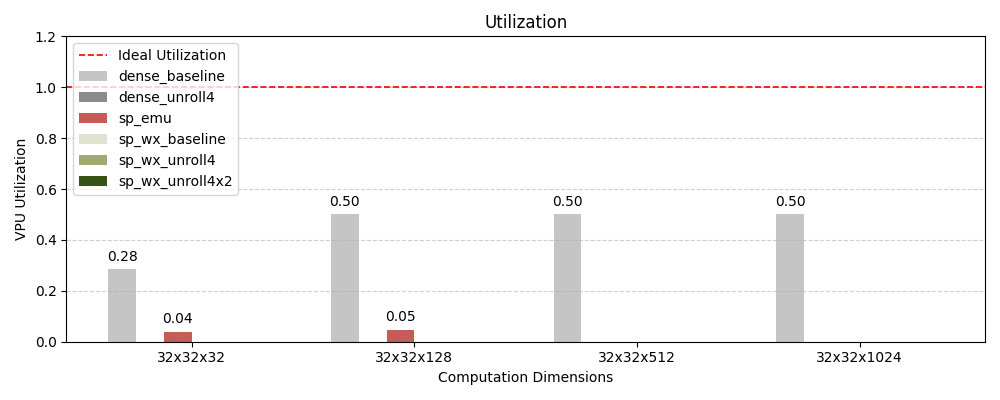 Utilization
1.2
1.0
0.8
0.6
0.4
0.2
0.0
VPU Utilization
Ideal Utilization
dense_baseline
dense_unroll4
sp_emu
sp_wx_baseline
sp_wx_unroll4
sp_wx_unroll4x2
0.28
0.04
0.50
0.05
0.50
0.50
32x32x32
32x32x128
32x32x512
32x32x1024
Computation Dimensions